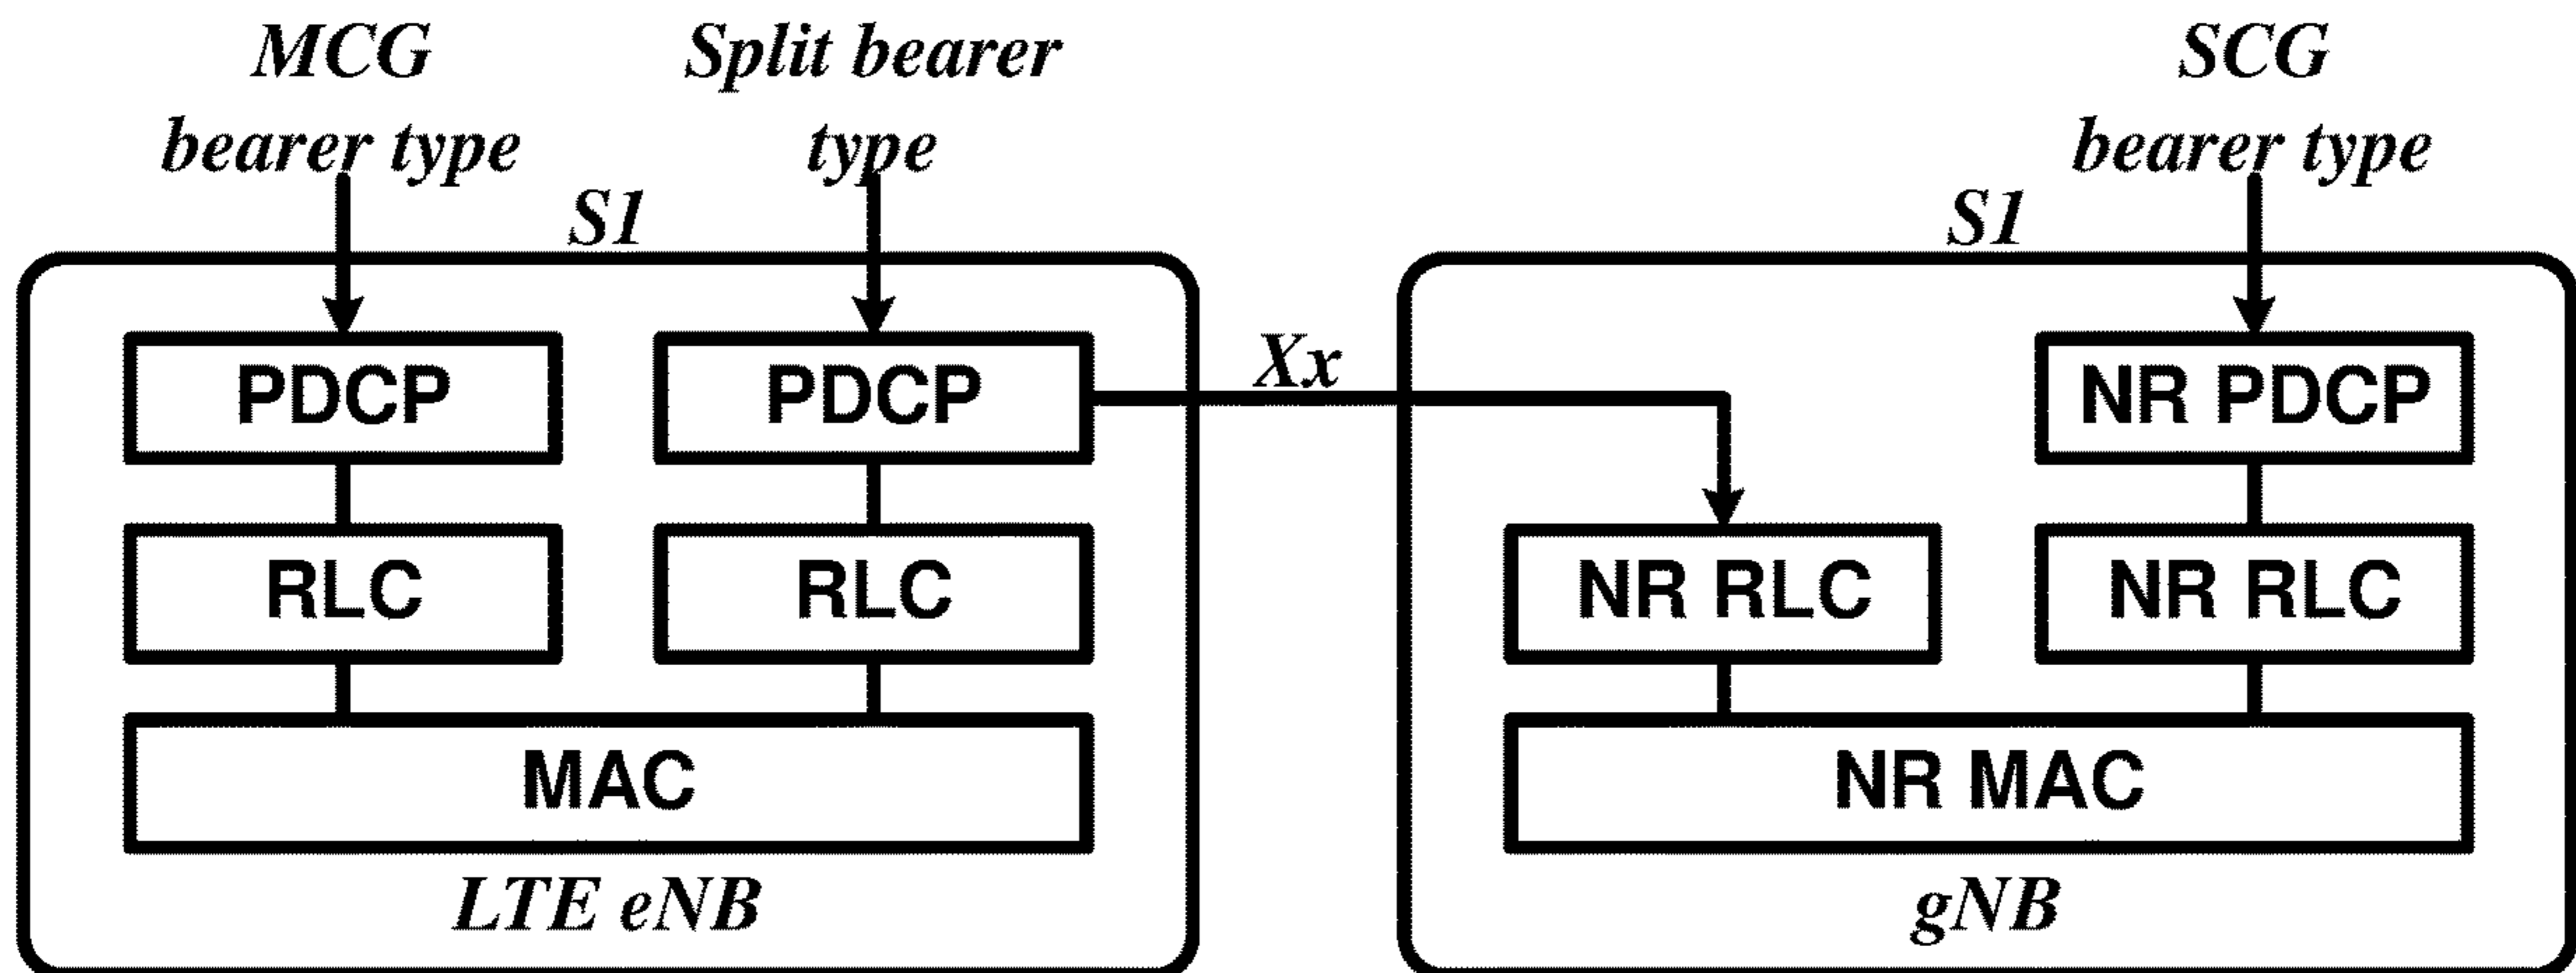 MCG
bearer type
Split bearer
type
SCG
bearer type
S1
S1
Xx
PDCP
PDCP
NR PDCP
RLC
RLC
NR RLC
NR RLC
MAC
NR MAC
LTE eNB
gNB